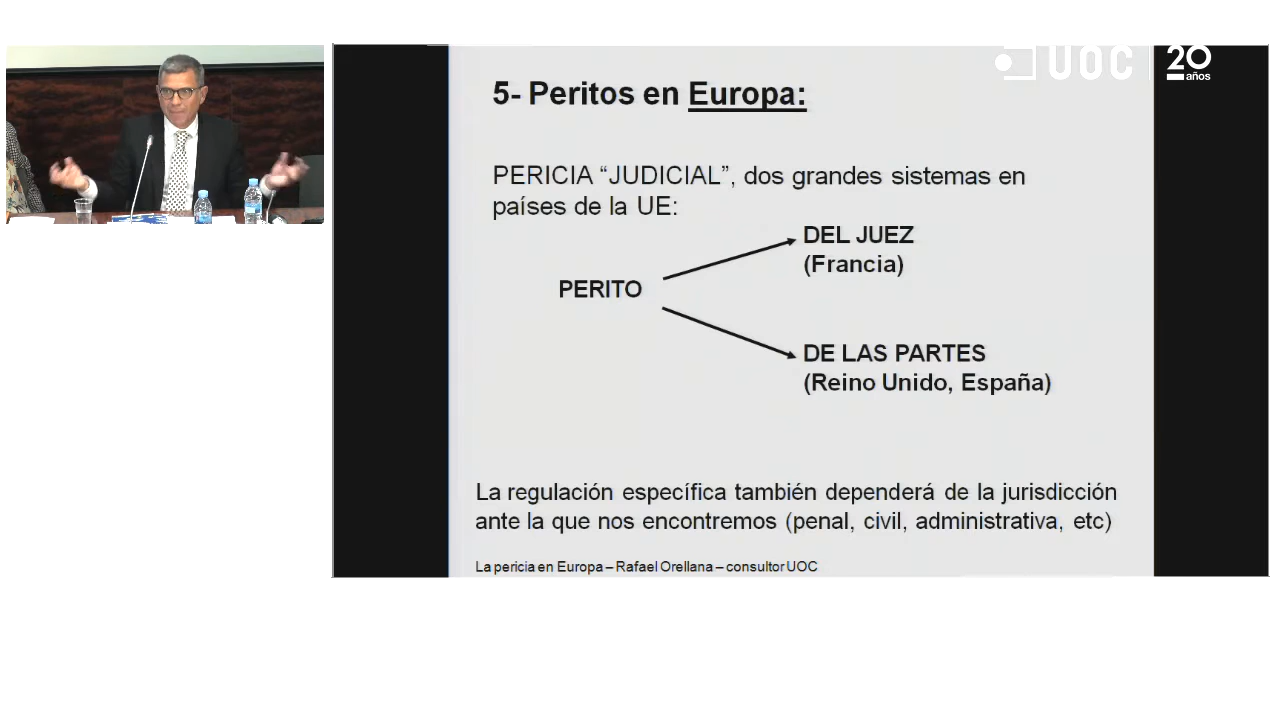 UOC
20
años
5- Peritos en Europa:
PERICIA “JUDICIAL”, dos grandes sistemas en
países de la UE:
DEL JUEZ
(Francia)
PERITO
DE LAS PARTES
(Reino Unido, España)
La regulación específica también dependerá de la jurisdicción
ante la que nos encontremos (penal, civil, administrativa, etc)
La pericia en Europa – Rafael Orellana – consultor UOC